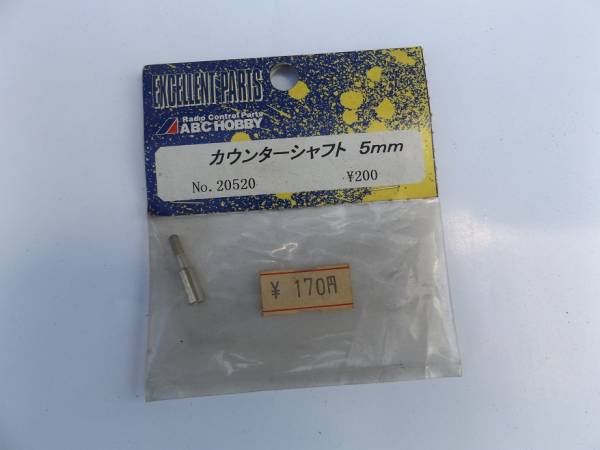 EXCELLENT PARTS
Radio Control Parts
ABC HOBBY
カウンターシャフト 5mm
No.20520 ¥200
¥ 170円